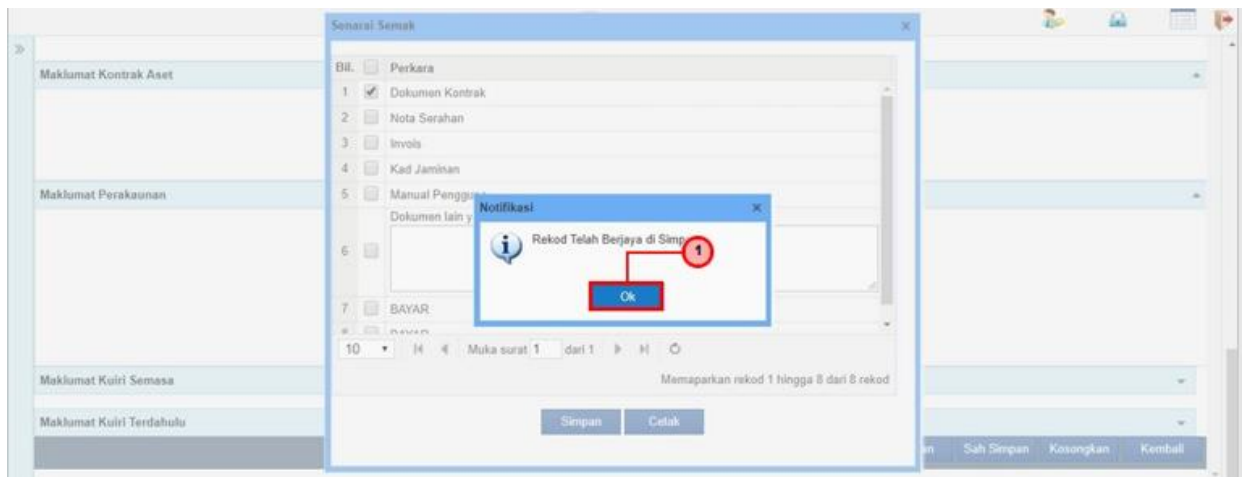 Senarai Semak
Maklumat Kontrak Aset
Bil. Perkara
1 Dokumen Kontrak
2 Nota Serahan
3 Invois
4 Kad Jaminan
5 Manual
Maklumat Perakaunan
Notifikasi
Dokumen lain
Rekod Telah Berjaya di
1
6
Ok
7 BAYAR
10 Muka surat 1 dari 1
Maklumat Kuiri Semasa
Memaparkan rekod 1 hingga 8 dari 8 rekod
Maklumat Kuiri Terdahulu
Simpan Cetak
Sah Simpan Kosongkan Kembali